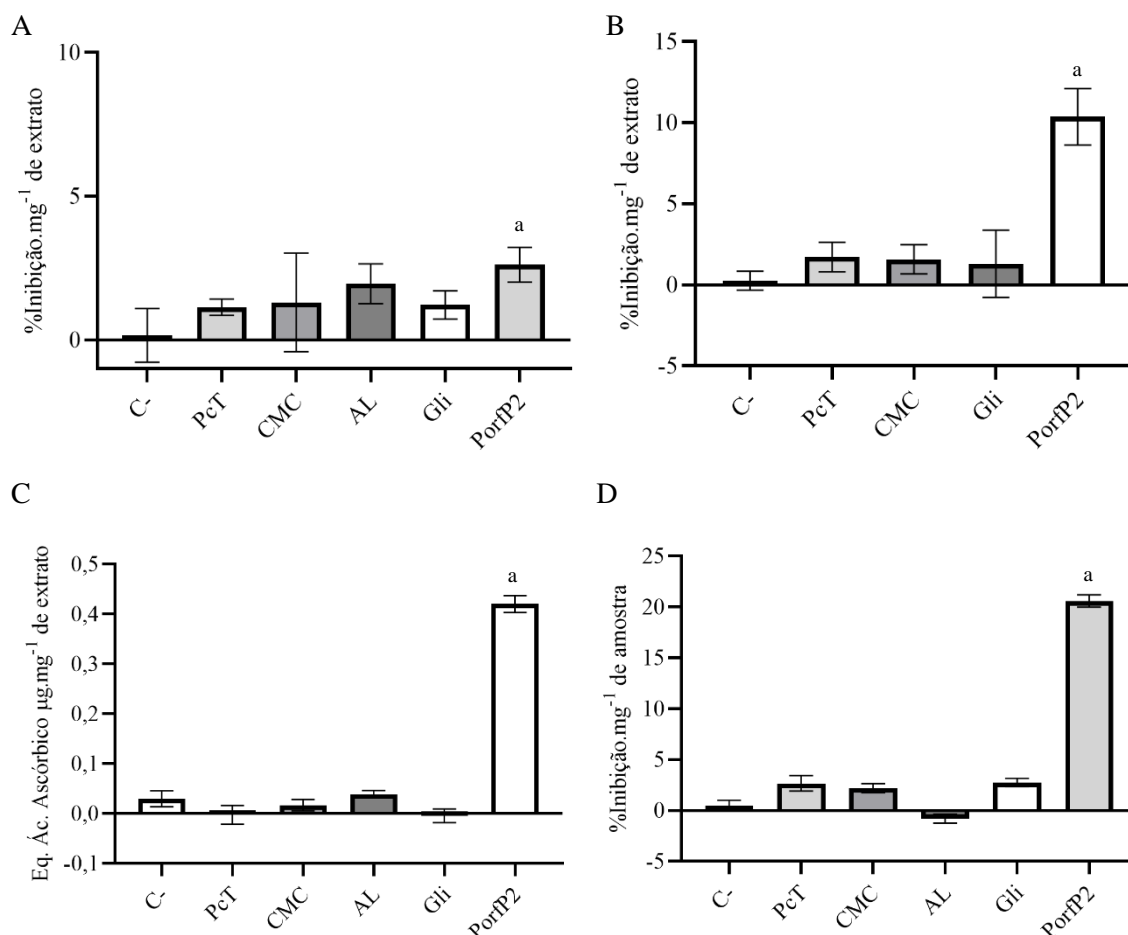 A
%Inibição.mg⁻¹ de extrato
10
5
0
a
C-
PcT
CMC
AL
Gli
PorfP2
B
%Inibição.mg⁻¹ de extrato
15
10
5
0
-5
a
C-
PcT
CMC
Gli
PorfP2
C
Eq. Ác. Ascórbico µg.mg⁻¹ de extrato
0,5
0,4
0,3
0,2
0,1
0,0
-0,1
a
C-
PcT
CMC
AL
Gli
PorfP2
D
%Inibição.mg⁻¹ de amostra
25
20
15
10
5
0
-5
a
C-
PcT
CMC
AL
Gli
PorfP2